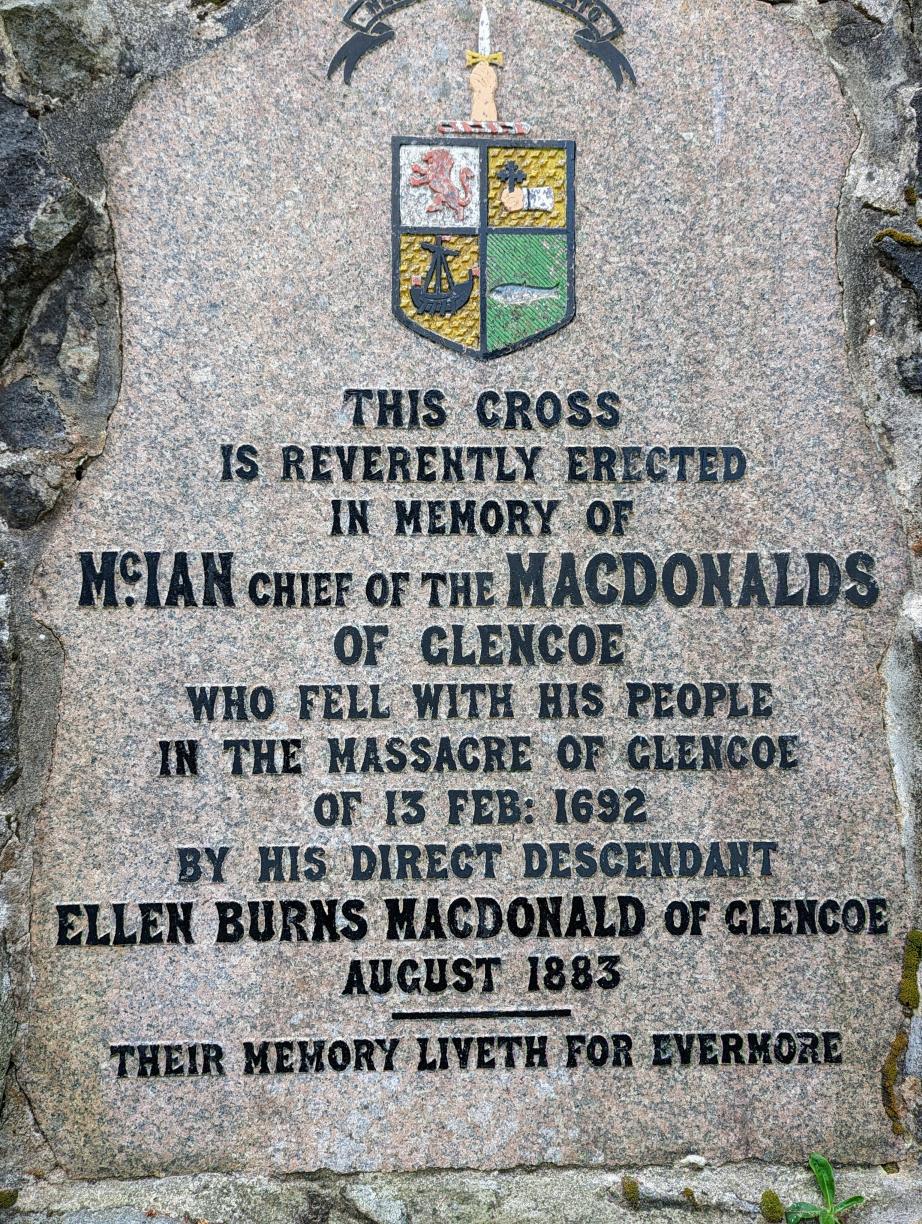 THIS CROSS
IS REVERENTLY ERECTED
IN MEMORY OF
MC.IAN CHIEF OF THE MACDONALDS
OF GLENCOE
WHO FELL WITH HIS PEOPLE
IN THE MASSACRE OF GLENCOE
OF 13 FEB: 1692
BY HIS DIRECT DESCENDANT
ELLEN BURNS MACDONALD OF GLENCOE
AUGUST 1883
THEIR MEMORY LIVETH FOR EVERMORE